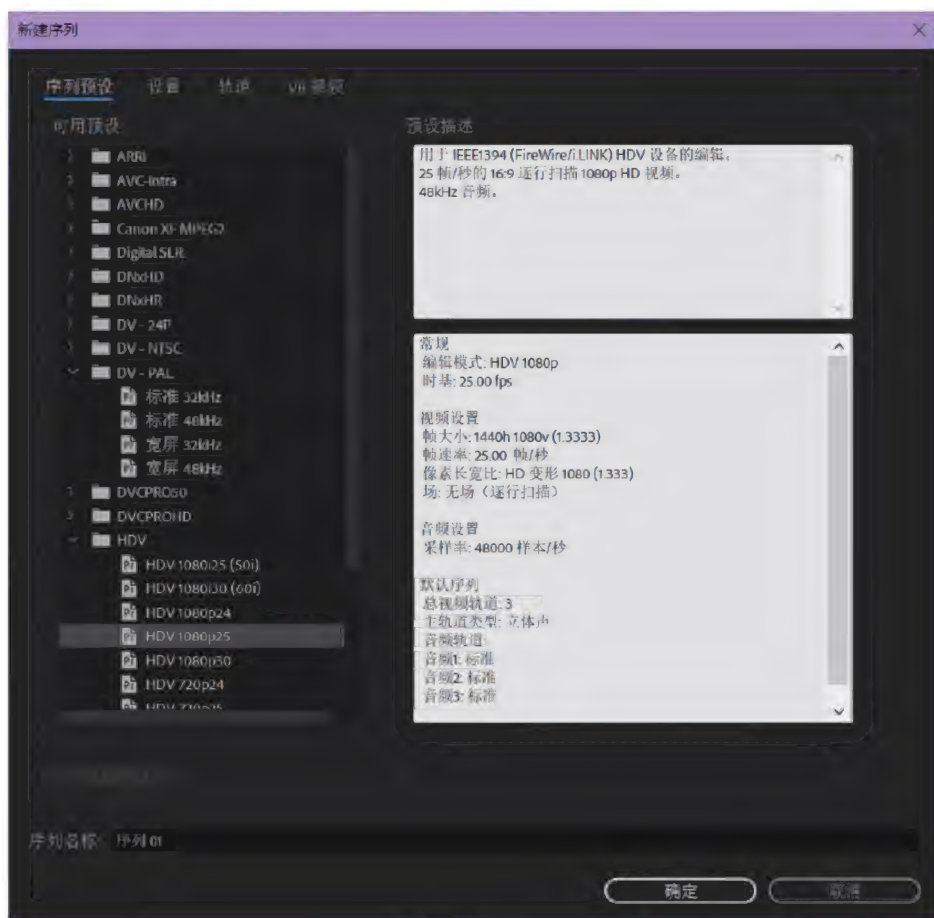 新建序列
序列预设 设置 轨道 VR 视频
可用预设
ARRI
AVC-Intra
AVCHD
Canon XF MPEG2
Digital SLR
DNxHD
DNxHR
DV - 24P
DV - NTSC
DV - PAL
标准 32kHz
标准 48kHz
宽屏 32kHz
宽屏 48kHz
DVCPRO50
DVCPROHD
HDV
HDV 1080i25 (50i)
HDV 1080i30 (60i)
HDV 1080p24
HDV 1080p25
HDV 1080p30
HDV 720p24
HDV 720p25
预设描述
用于 IEEE1394 (FireWire/i.LINK) HDV 设备的编辑。
25 帧/秒的 16:9 逐行扫描 1080p HD 视频。
48kHz 音频。
常规
编辑模式: HDV 1080p
时基: 25.00 fps
视频设置
帧大小: 1440h 1080v (1.3333)
帧速率: 25.00 帧/秒
像素长宽比: HD 变形 1080 (1.333)
场: 无场（逐行扫描）
音频设置
采样率: 48000 样本/秒
默认序列
总视频轨道: 3
主轨道类型: 立体声
音频轨道:
音频1: 标准
音频2: 标准
音频3: 标准
序列名称: 序列 01
确定 取消